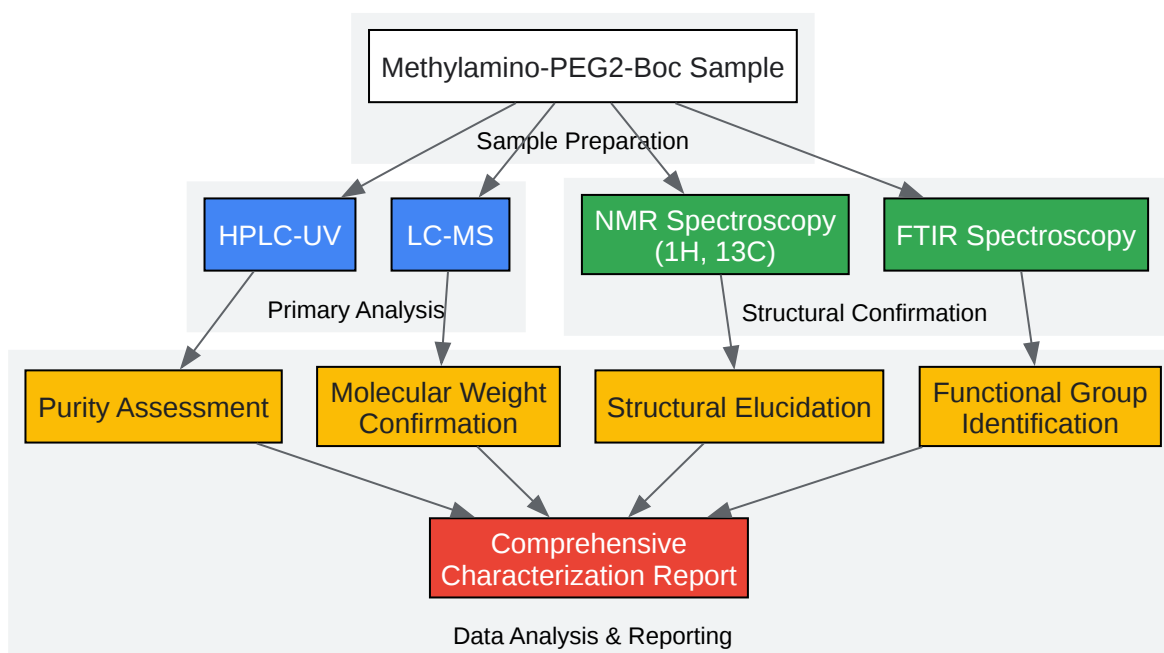 Methylamino-PEG2-Boc Sample
Sample Preparation
HPLC-UV
LC-MS
NMR Spectroscopy
(1H, 13C)
FTIR Spectroscopy
Primary Analysis
Structural Confirmation
Purity Assessment
Molecular Weight
Confirmation
Structural Elucidation
Functional Group
Identification
Comprehensive
Characterization Report
Data Analysis & Reporting